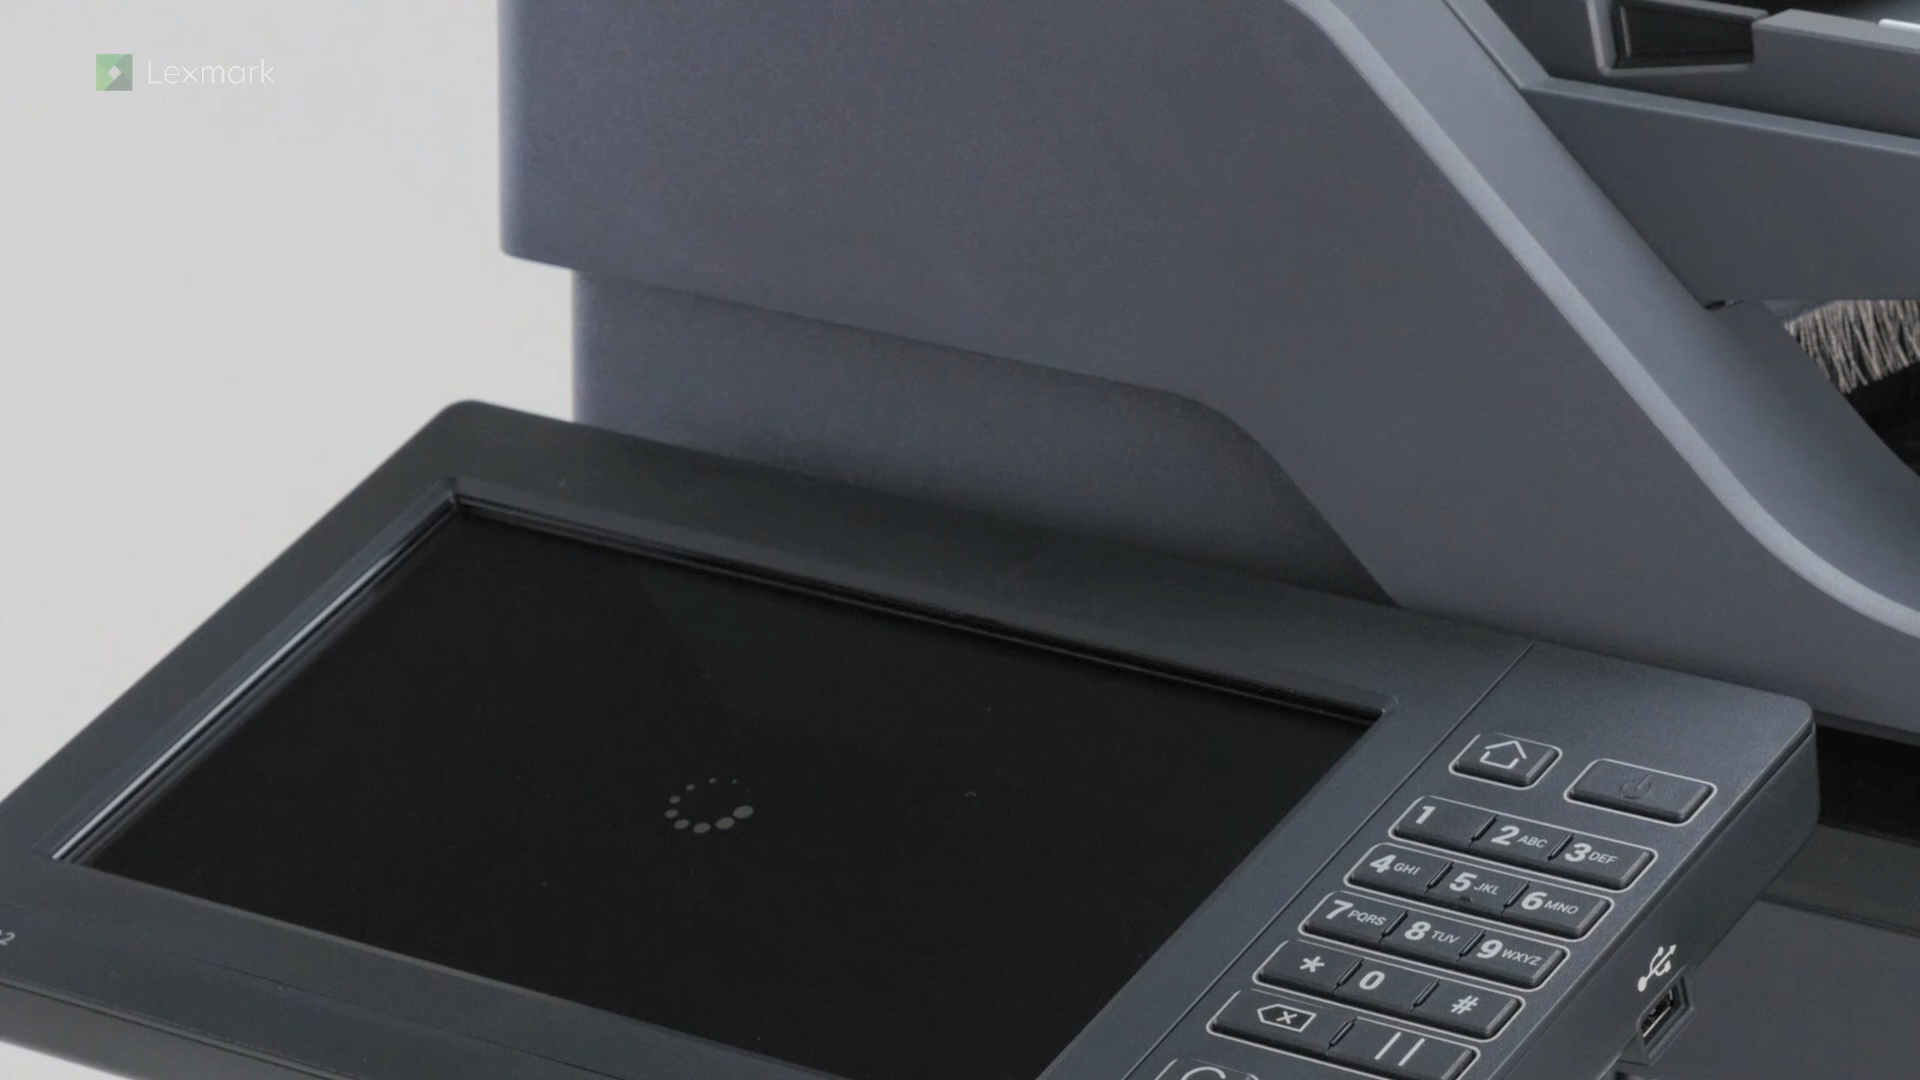 Lexmark
1 2 ABC 3 DEF
4 GHI 5 JKL 6 MNO
7 PQRS 8 TUV 9 WXYZ
* 0 #